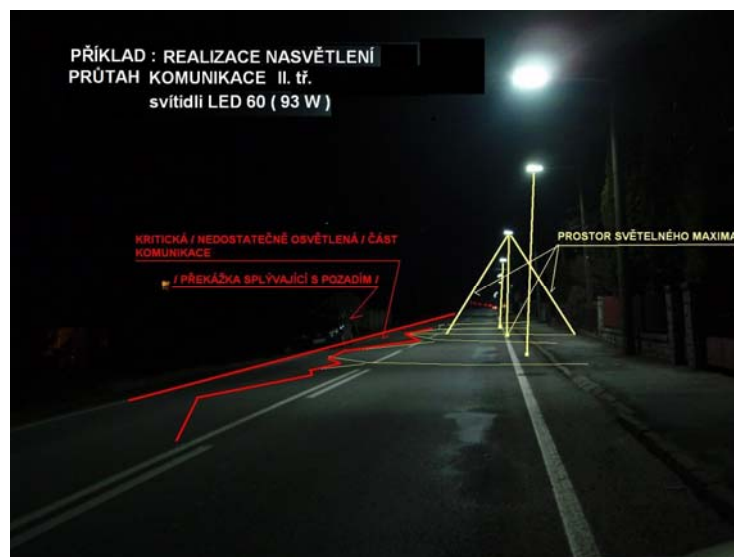 PŘÍKLAD : REALIZACE NASVĚTLENÍ
PRŮTAH KOMUNIKACE II. tř.
svítidli LED 60 ( 93 W )
KRITICKÁ / NEDOSTATEČNĚ OSVĚTLENÁ / ČÁST
KOMUNIKACE
/ PŘEKÁŽKA SPLÝVAJÍCÍ S POZADÍM /
PROSTOR SVĚTELNÉHO MAXIMA